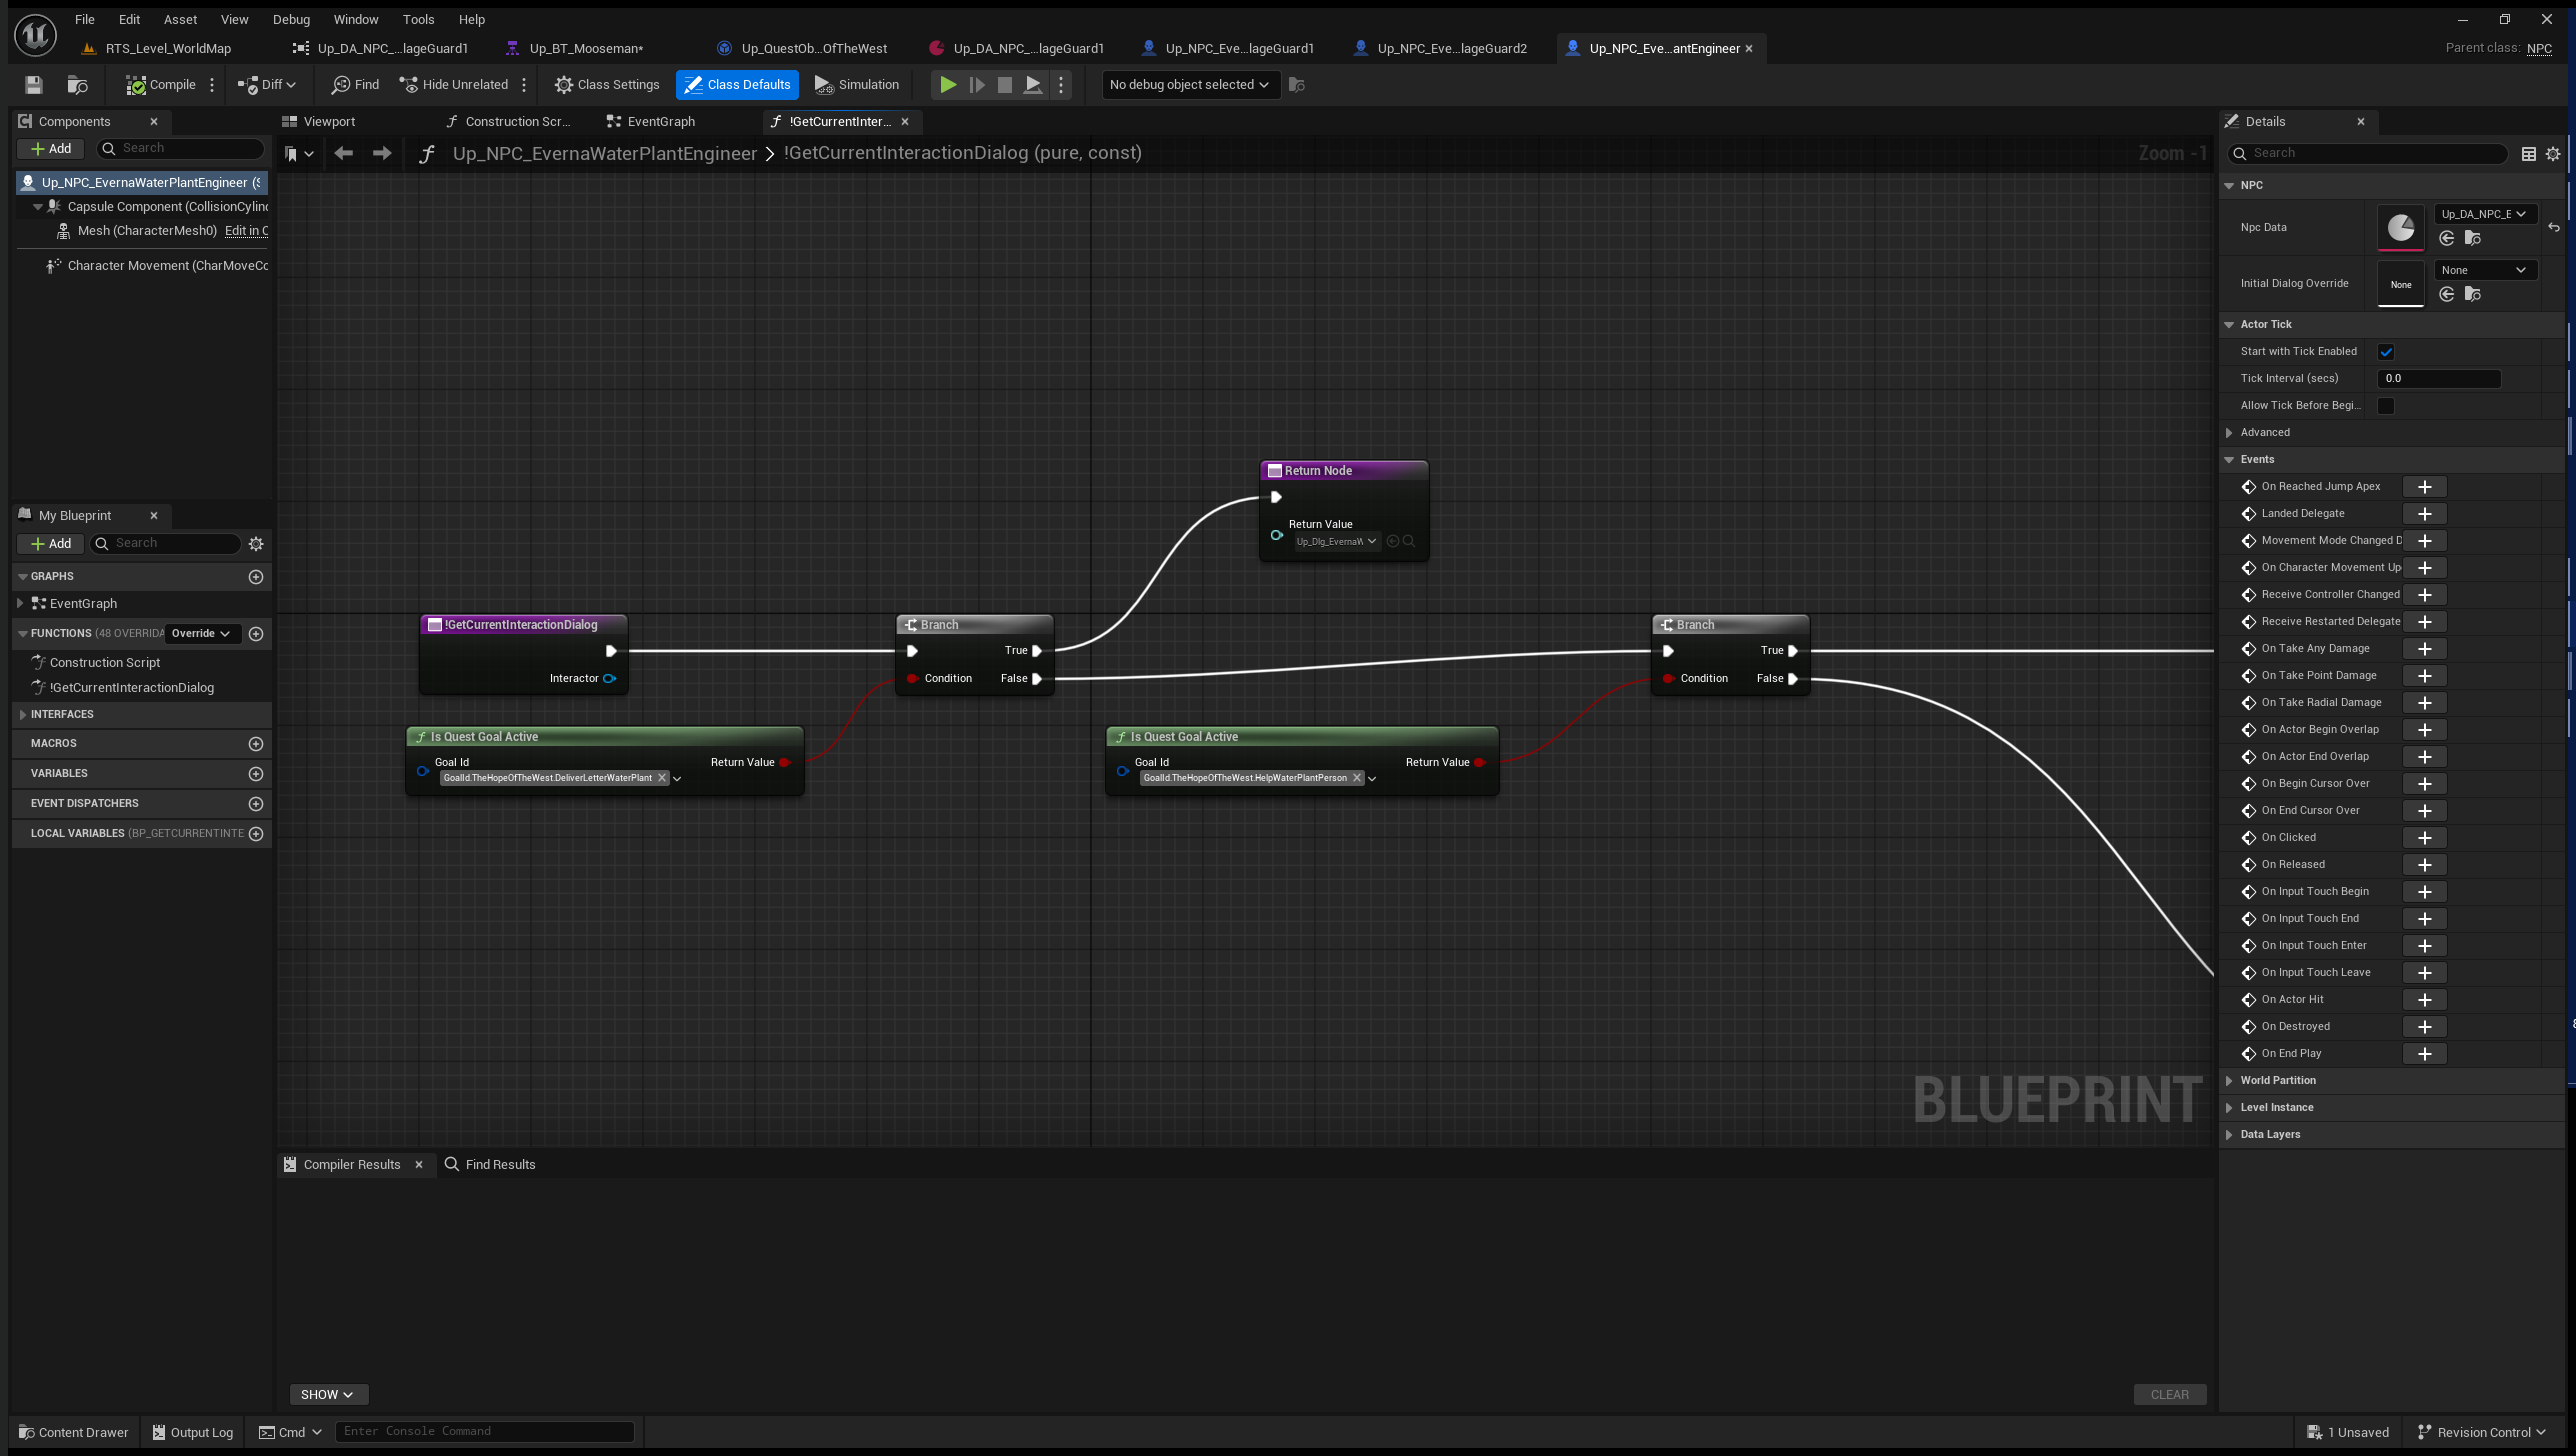 File Edit Asset View Debug Window Tools Help
RTS_Level_WorldMap Up_DA_NPC_...lageGuard1 Up_BT_Mooseman* Up_QuestOb...OfTheWest Up_DA_NPC_...lageGuard1 Up_NPC_Eve...lageGuard1 Up_NPC_Eve...lageGuard2 Up_NPC_Eve...antEngineer Parent class: NPC
Compile Diff Find Hide Unrelated Class Settings Class Defaults Simulation No debug object selected
Components
Add Search
Up_NPC_EvernaWaterPlantEngineer (S
Capsule Component (CollisionCylind
Mesh (CharacterMesh0) Edit in C
Character Movement (CharMoveCo
My Blueprint
Add Search
GRAPHS
EventGraph
FUNCTIONS (48 OVERRIDA Override
Construction Script
!GetCurrentInteractionDialog
INTERFACES
MACROS
VARIABLES
EVENT DISPATCHERS
LOCAL VARIABLES (BP_GETCURRENTINTE
Viewport Construction Scr... EventGraph !GetCurrentInter...
Up_NPC_EvernaWaterPlantEngineer > !GetCurrentInteractionDialog (pure, const) Zoom -1
Return Node
Return Value
Up_Dlg_EvernaW
!GetCurrentInteractionDialog
Interactor
Branch
True
Condition False
Branch
True
Condition False
Is Quest Goal Active
Goal Id Return Value
GoalId.TheHopeOfTheWest.DeliverLetterWaterPlant
Is Quest Goal Active
Goal Id Return Value
GoalId.TheHopeOfTheWest.HelpWaterPlantPerson
BLUEPRINT
Compiler Results Find Results
SHOW CLEAR
Details
Search
NPC
Npc Data Up_DA_NPC_E
Initial Dialog Override None None
Actor Tick
Start with Tick Enabled
Tick Interval (secs) 0.0
Allow Tick Before Begi...
Advanced
Events
On Reached Jump Apex
Landed Delegate
Movement Mode Changed D
On Character Movement Up
Receive Controller Changed
Receive Restarted Delegate
On Take Any Damage
On Take Point Damage
On Take Radial Damage
On Actor Begin Overlap
On Actor End Overlap
On Begin Cursor Over
On End Cursor Over
On Clicked
On Released
On Input Touch Begin
On Input Touch End
On Input Touch Enter
On Input Touch Leave
On Actor Hit
On Destroyed
On End Play
World Partition
Level Instance
Data Layers
Content Drawer Output Log Cmd Enter Console Command 1 Unsaved Revision Control